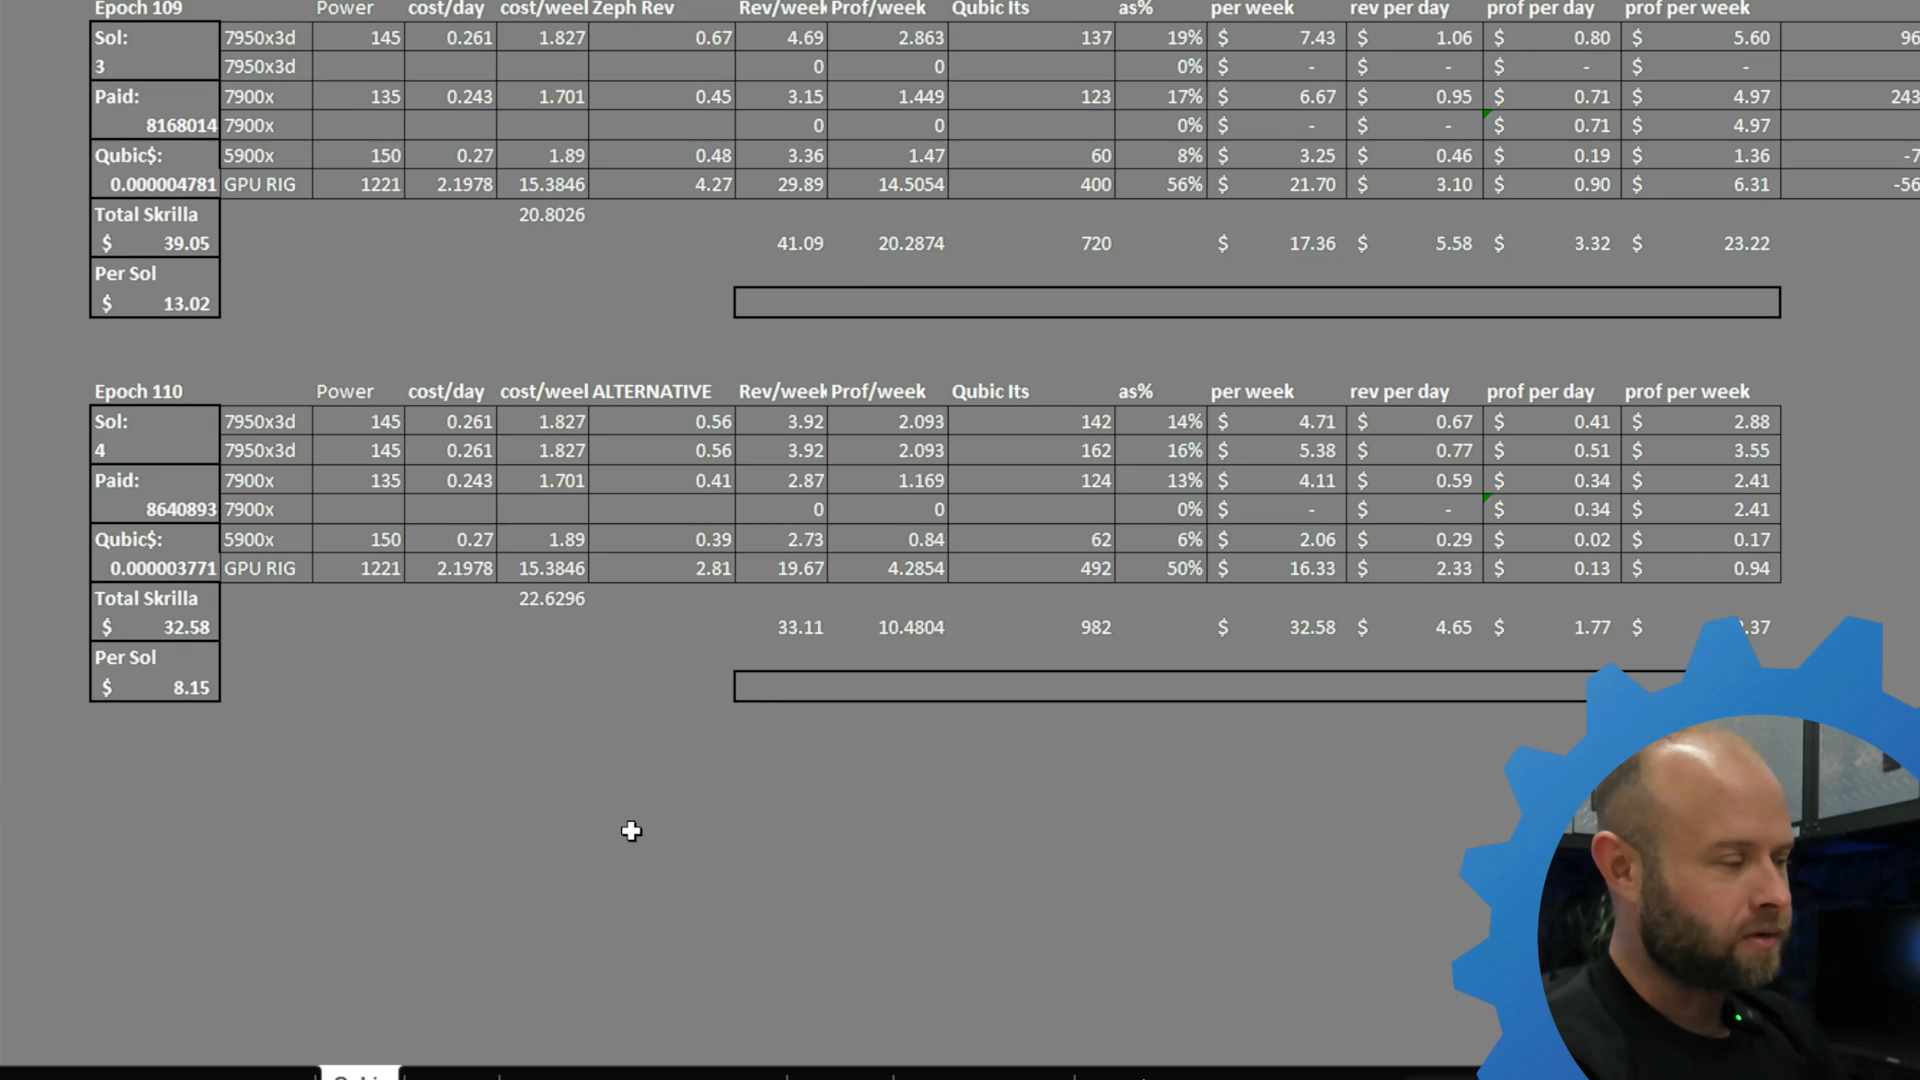 Epoch 109 Power cost/day cost/weel Zeph Rev Rev/week Prof/week Qubic Its as% per week rev per day prof per day prof per week
Sol: 7950x3d 145 0.261 1.827 0.67 4.69 2.863 137 19% $ 7.43 $ 1.06 $ 0.80 $ 5.60 96
3 7950x3d 0 0 0% $ - $ - $ - $ -
Paid: 7900x 135 0.243 1.701 0.45 3.15 1.449 123 17% $ 6.67 $ 0.95 $ 0.71 $ 4.97 243
8168014 7900x 0 0 0% $ - $ - $ 0.71 $ 4.97
Qubic$: 5900x 150 0.27 1.89 0.48 3.36 1.47 60 8% $ 3.25 $ 0.46 $ 0.19 $ 1.36 -7
0.000004781 GPU RIG 1221 2.1978 15.3846 4.27 29.89 14.5054 400 56% $ 21.70 $ 3.10 $ 0.90 $ 6.31 -56
Total Skrilla 20.8026
$ 39.05 41.09 20.2874 720 $ 17.36 $ 5.58 $ 3.32 $ 23.22
Per Sol
$ 13.02
Epoch 110 Power cost/day cost/weel ALTERNATIVE Rev/week Prof/week Qubic Its as% per week rev per day prof per day prof per week
Sol: 7950x3d 145 0.261 1.827 0.56 3.92 2.093 142 14% $ 4.71 $ 0.67 $ 0.41 $ 2.88
4 7950x3d 145 0.261 1.827 0.56 3.92 2.093 162 16% $ 5.38 $ 0.77 $ 0.51 $ 3.55
Paid: 7900x 135 0.243 1.701 0.41 2.87 1.169 124 13% $ 4.11 $ 0.59 $ 0.34 $ 2.41
8640893 7900x 0 0 0% $ - $ - $ 0.34 $ 2.41
Qubic$: 5900x 150 0.27 1.89 0.39 2.73 0.84 62 6% $ 2.06 $ 0.29 $ 0.02 $ 0.17
0.000003771 GPU RIG 1221 2.1978 15.3846 2.81 19.67 4.2854 492 50% $ 16.33 $ 2.33 $ 0.13 $ 0.94
Total Skrilla 22.6296
$ 32.58 33.11 10.4804 982 $ 32.58 $ 4.65 $ 1.77 $ .37
Per Sol
$ 8.15